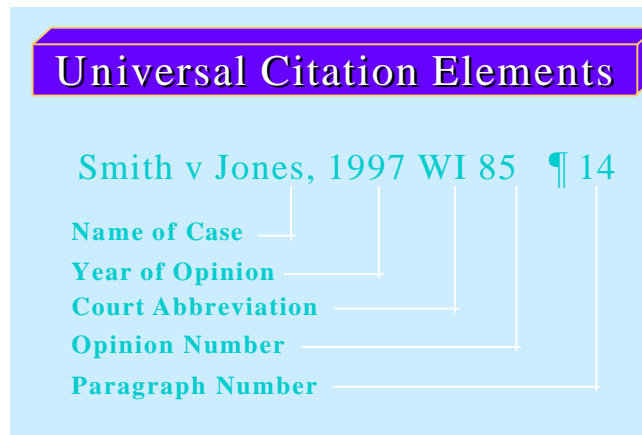 Universal Citation Elements
Smith v Jones, 1997 WI 85 ¶ 14
Name of Case
Year of Opinion
Court Abbreviation
Opinion Number
Paragraph Number